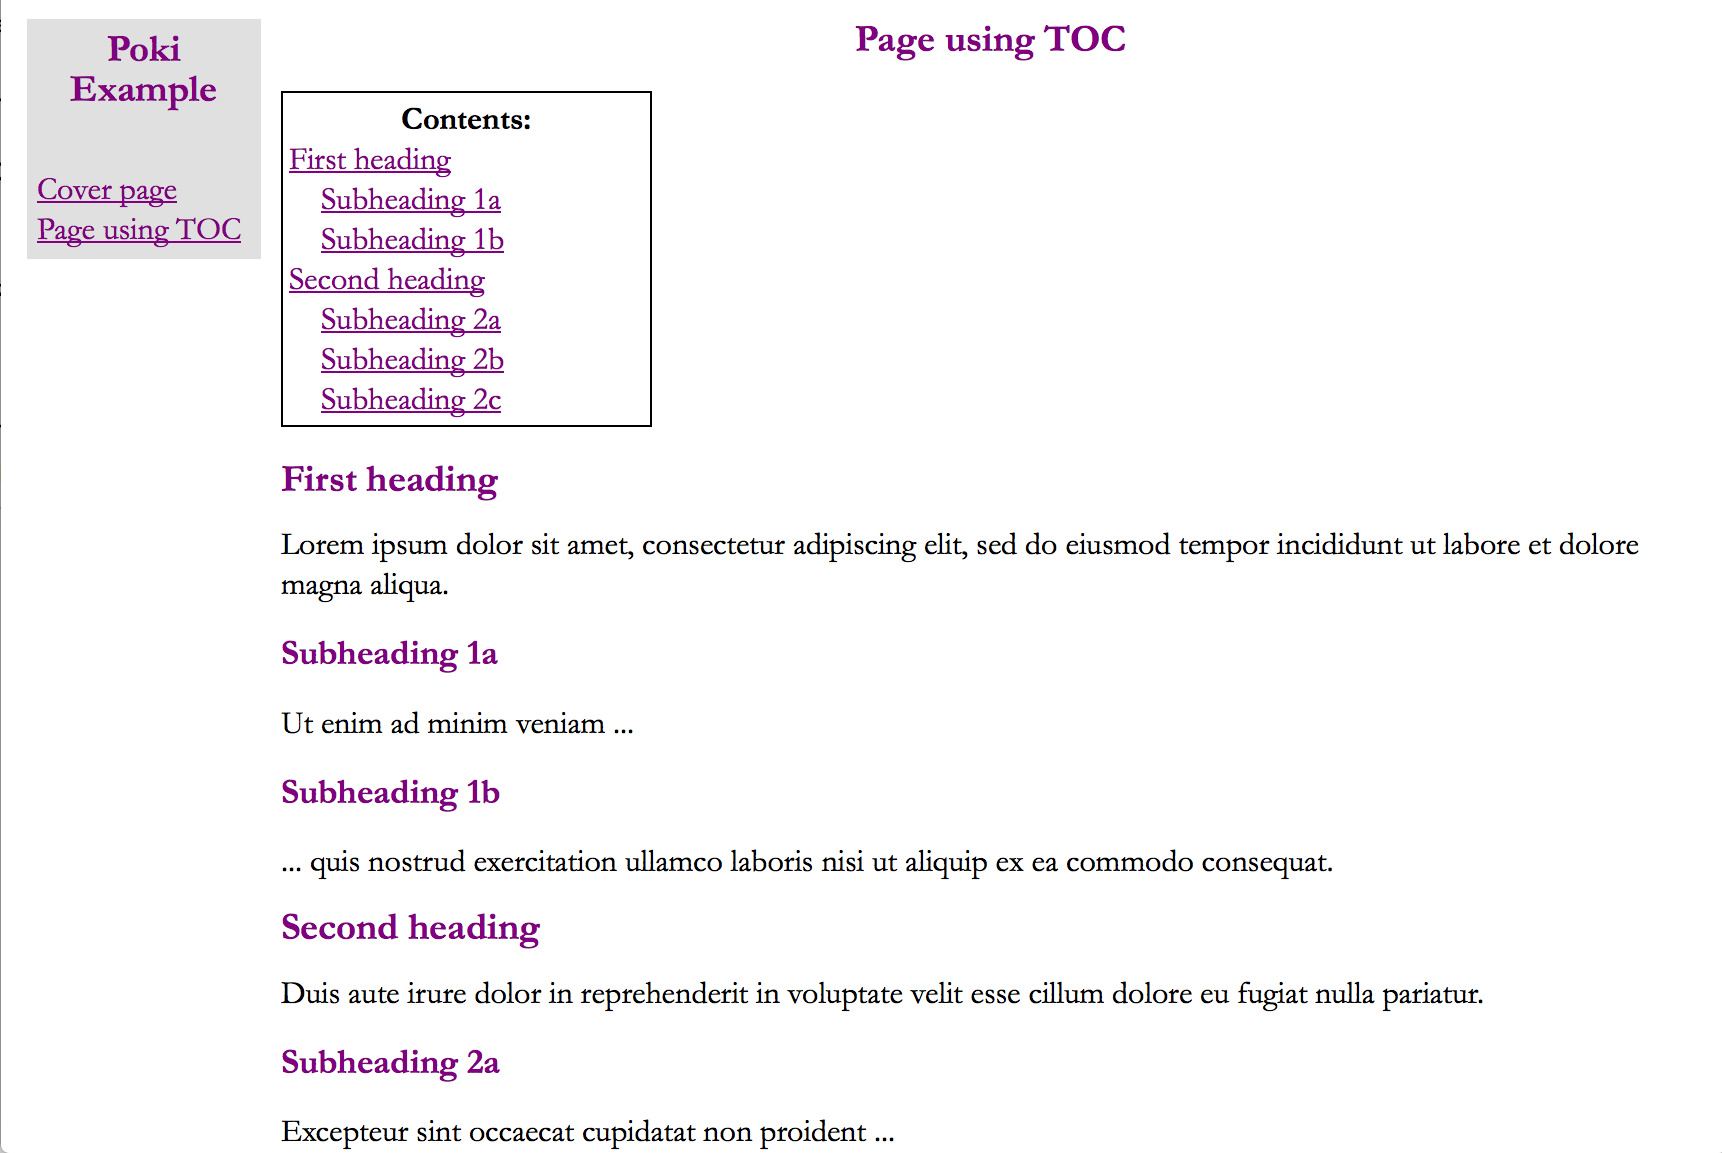 Poki
Example
Cover page
Page using TOC
Page using TOC
Contents:
First heading
Subheading 1a
Subheading 1b
Second heading
Subheading 2a
Subheading 2b
Subheading 2c
First heading
Lorem ipsum dolor sit amet, consectetur adipiscing elit, sed do eiusmod tempor incididunt ut labore et dolore
magna aliqua.
Subheading 1a
Ut enim ad minim veniam ...
Subheading 1b
... quis nostrud exercitation ullamco laboris nisi ut aliquip ex ea commodo consequat.
Second heading
Duis aute irure dolor in reprehenderit in voluptate velit esse cillum dolore eu fugiat nulla pariatur.
Subheading 2a
Excepteur sint occaecat cupidatat non proident ...